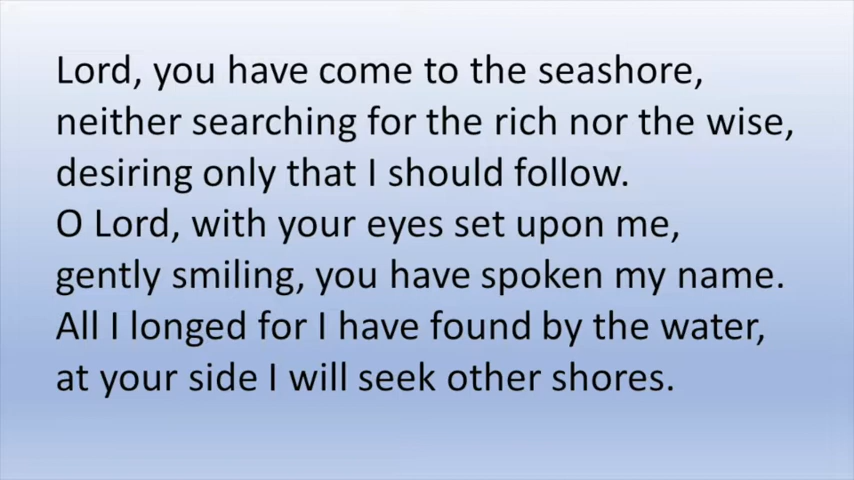 Lord, you have come to the seashore,
neither searching for the rich nor the wise,
desiring only that I should follow.
O Lord, with your eyes set upon me,
gently smiling, you have spoken my name.
All I longed for I have found by the water,
at your side I will seek other shores.